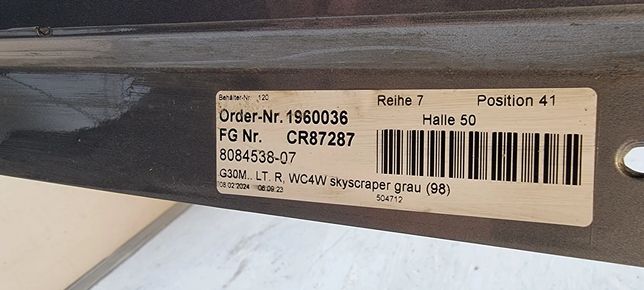 Behälter-Nr. 120
Reihe 7 Position 41
Order-Nr. 1960036
Halle 50
FG Nr. CR87287
8084538-07
G30M.. LT. R, WC4W skyscraper grau (98)
08.02.2024 06:09:23
504712